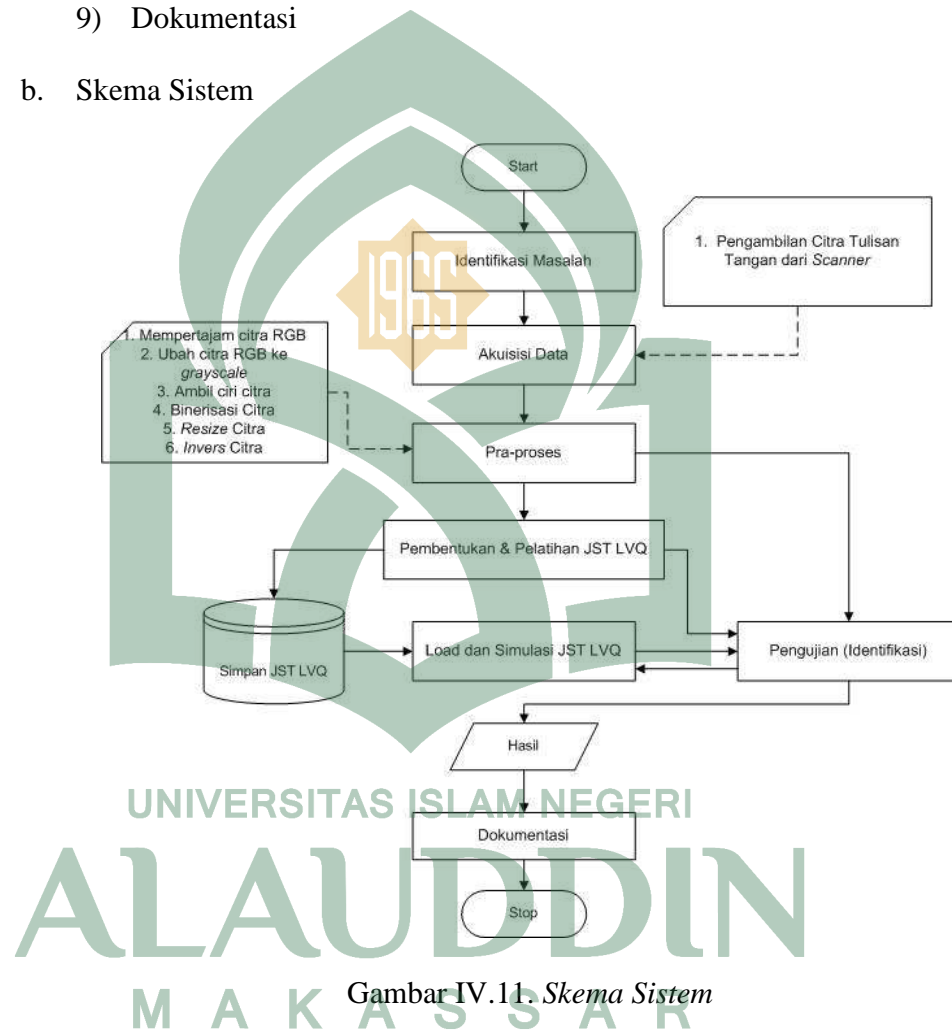 9) Dokumentasi
b. Skema Sistem
Start
Identifikasi Masalah
1. Pengambilan Citra Tulisan
Tangan dari Scanner
Akuisisi Data
1. Mempertajam citra RGB
2. Ubah citra RGB ke
grayscale
3. Ambil ciri citra
4. Binerisasi Citra
5. Resize Citra
6. Invers Citra
Pra-proses
Pembentukan & Pelatihan JST LVQ
Simpan JST LVQ
Load dan Simulasi JST LVQ
Pengujian (Identifikasi)
Hasil
Dokumentasi
Stop
Gambar IV.11. Skema Sistem
1965
UNIVERSITAS ISLAM NEGERI
ALAUDDIN
MAKASSAR